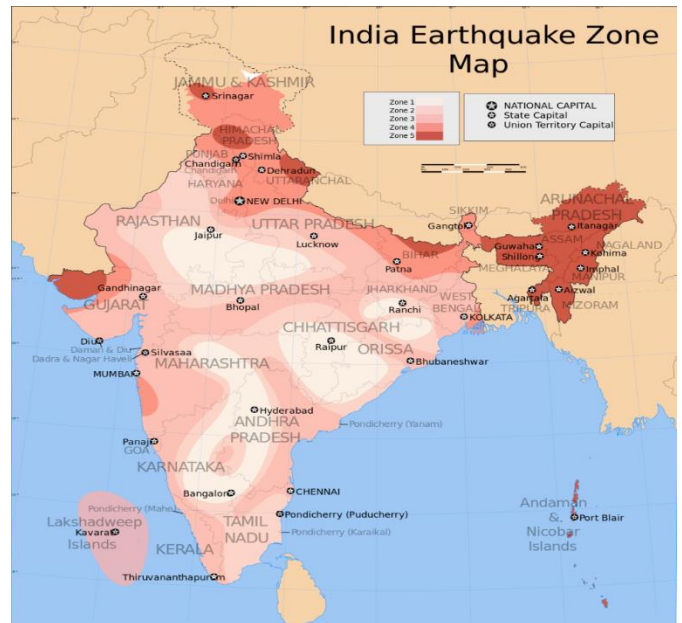 India Earthquake Zone
Map
Zone 1
Zone 2
Zone 3
Zone 4
Zone 5
NATIONAL CAPITAL
State Capital
Union Territory Capital
JAMMU & KASHMIR
Srinagar
HIMACHAL
PRADESH
PUNJAB
Shimla
Chandigarh
Chandigarh
Dehradun
UTTARANCHAL
HARYANA
Delhi
NEW DELHI
RAJASTHAN
Jaipur
UTTAR PRADESH
Lucknow
SIKKIM
Gangtok
ARUNACHAL
PRADESH
Itanagar
ASSAM
NAGALAND
Guwahati
Shillong
Kohima
MEGHALAYA
Imphal
MANIPUR
BIHAR
Patna
Gandhinagar
GUJARAT
MADHYA PRADESH
Bhopal
JHARKHAND
Ranchi
WEST
BENGAL
KOLKATA
Agartala
TRIPURA
Aizwal
MIZORAM
CHHATTISGARH
Raipur
ORISSA
Bhubaneshwar
Diu
Daman & Diu
Dadra & Nagar Haveli
Silvasaa
MAHARASHTRA
MUMBAI
Hyderabad
ANDHRA
PRADESH
Pondicherry (Yanam)
Panaji
GOA
KARNATAKA
Bangalore
CHENNAI
Pondicherry (Mahe)
Pondicherry (Puducherry)
Pondicherry (Karaikal)
TAMIL
NADU
Lakshadweep
Kavarati
Islands
KERALA
Thiruvananthapuram
Andaman
&
Nicobar
Islands
Port Blair